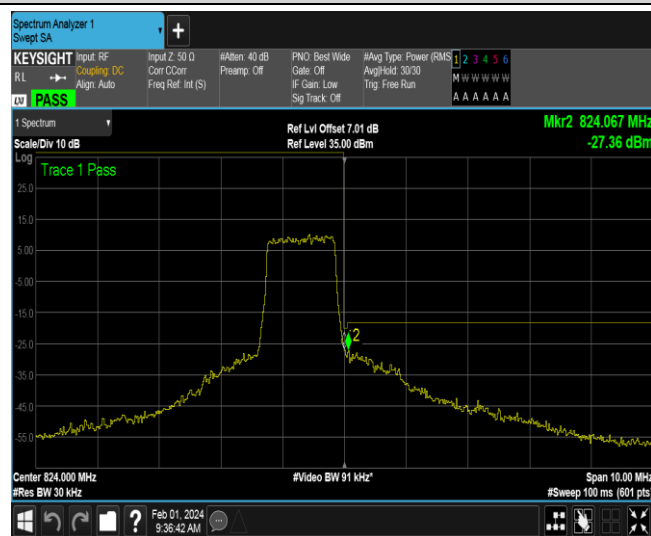 Spectrum Analyzer 1
Swept SA
+
KEYSIGHT Input: RF
RL Coupling: DC
Align: Auto
Input Z: 50 Ω
Corr CCorr
Freq Ref: Int (S)
#Atten: 40 dB
Preamp: Off
PNO: Best Wide
Gate: Off
IF Gain: Low
Sig Track: Off
#Avg Type: Power (RMS
Avg|Hold: 30/30
Trig: Free Run
1 2 3 4 5 6
M W W W W W
A A A A A A
LXI PASS
1 Spectrum
Scale/Div 10 dB
Ref Lvl Offset 7.01 dB
Ref Level 35.00 dBm
Mkr2 824.067 MHz
-27.36 dBm
Log
Trace 1 Pass
25.0
15.0
5.00
-5.00
-15.0
-25.0
-35.0
-45.0
-55.0
2
Center 824.000 MHz
#Res BW 30 kHz
#Video BW 91 kHz*
Span 10.00 MHz
#Sweep 100 ms (601 pts)
?
Feb 01, 2024
9:36:42 AM